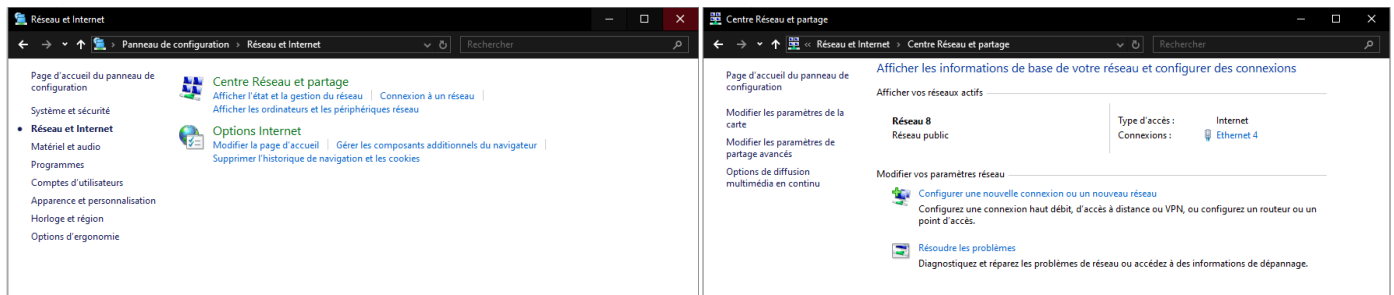 Réseau et Internet
Panneau de configuration › Réseau et Internet
Rechercher
Page d'accueil du panneau de
configuration
Système et sécurité
Réseau et Internet
Matériel et audio
Programmes
Comptes d'utilisateurs
Apparence et personnalisation
Horloge et région
Options d'ergonomie
Centre Réseau et partage
Afficher l'état et la gestion du réseau | Connexion à un réseau |
Afficher les ordinateurs et les périphériques réseau
Options Internet
Modifier la page d'accueil | Gérer les composants additionnels du navigateur |
Supprimer l'historique de navigation et les cookies
Centre Réseau et partage
« Réseau et Internet › Centre Réseau et partage
Rechercher
Page d'accueil du panneau de
configuration
Modifier les paramètres de la
carte
Modifier les paramètres de
partage avancés
Options de diffusion
multimédia en continu
Afficher les informations de base de votre réseau et configurer des connexions
Afficher vos réseaux actifs
Réseau 8
Réseau public
Type d'accès : Internet
Connexions : Ethernet 4
Modifier vos paramètres réseau
Configurer une nouvelle connexion ou un nouveau réseau
Configurez une connexion haut débit, d'accès à distance ou VPN, ou configurez un routeur ou un
point d'accès.
Résoudre les problèmes
Diagnostiquez et réparez les problèmes de réseau ou accédez à des informations de dépannage.